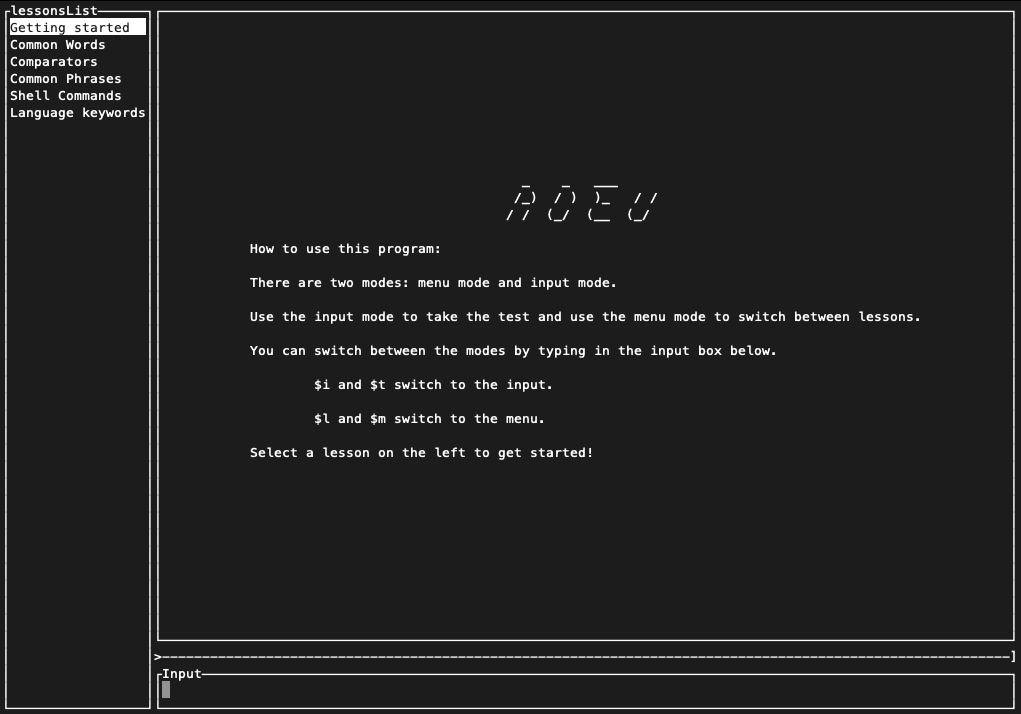 lessonsList
Getting started
Common Words
Comparators
Common Phrases
Shell Commands
Language keywords
AOEU
How to use this program:
There are two modes: menu mode and input mode.
Use the input mode to take the test and use the menu mode to switch between lessons.
You can switch between the modes by typing in the input box below.
$i and $t switch to the input.
$l and $m switch to the menu.
Select a lesson on the left to get started!
>]
Input